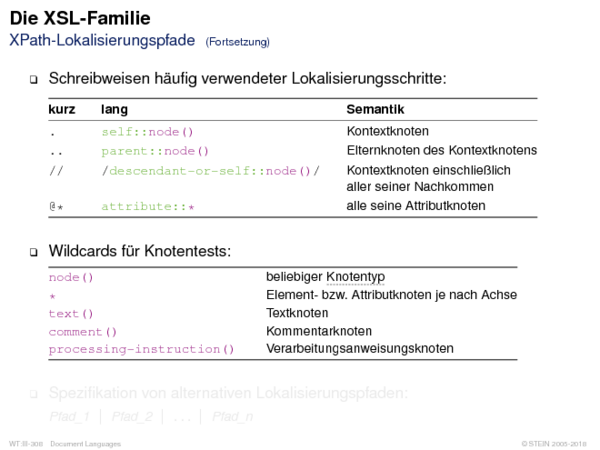 Die XSL-Familie
XPath-Lokalisierungspfade (Fortsetzung)
❑ Schreibweisen häufig verwendeter Lokalisierungsschritte:
kurz lang Semantik
. self::node() Kontextknoten
.. parent::node() Elternknoten des Kontextknotens
// /descendant-or-self::node()/ Kontextknoten einschließlich
aller seiner Nachkommen
@* attribute::* alle seine Attributknoten
❑ Wildcards für Knotentests:
node() beliebiger Knotentyp
* Element- bzw. Attributknoten je nach Achse
text() Textknoten
comment() Kommentarknoten
processing-instruction() Verarbeitungsanweisungsknoten
❑ Spezifikation von alternativen Lokalisierungspfaden:
Pfad_1 | Pfad_2 | ... | Pfad_n
WT:III-308 Document Languages © STEIN 2005-2018